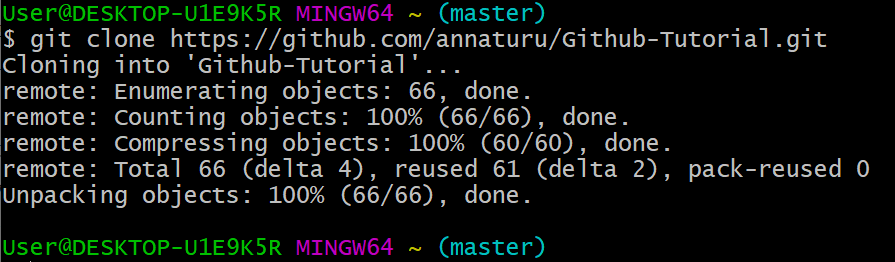 User@DESKTOP-U1E9K5R MINGW64 ~ (master)
$ git clone https://github.com/annaturu/Github-Tutorial.git
Cloning into 'Github-Tutorial'...
remote: Enumerating objects: 66, done.
remote: Counting objects: 100% (66/66), done.
remote: Compressing objects: 100% (60/60), done.
remote: Total 66 (delta 4), reused 61 (delta 2), pack-reused 0
Unpacking objects: 100% (66/66), done.
User@DESKTOP-U1E9K5R MINGW64 ~ (master)